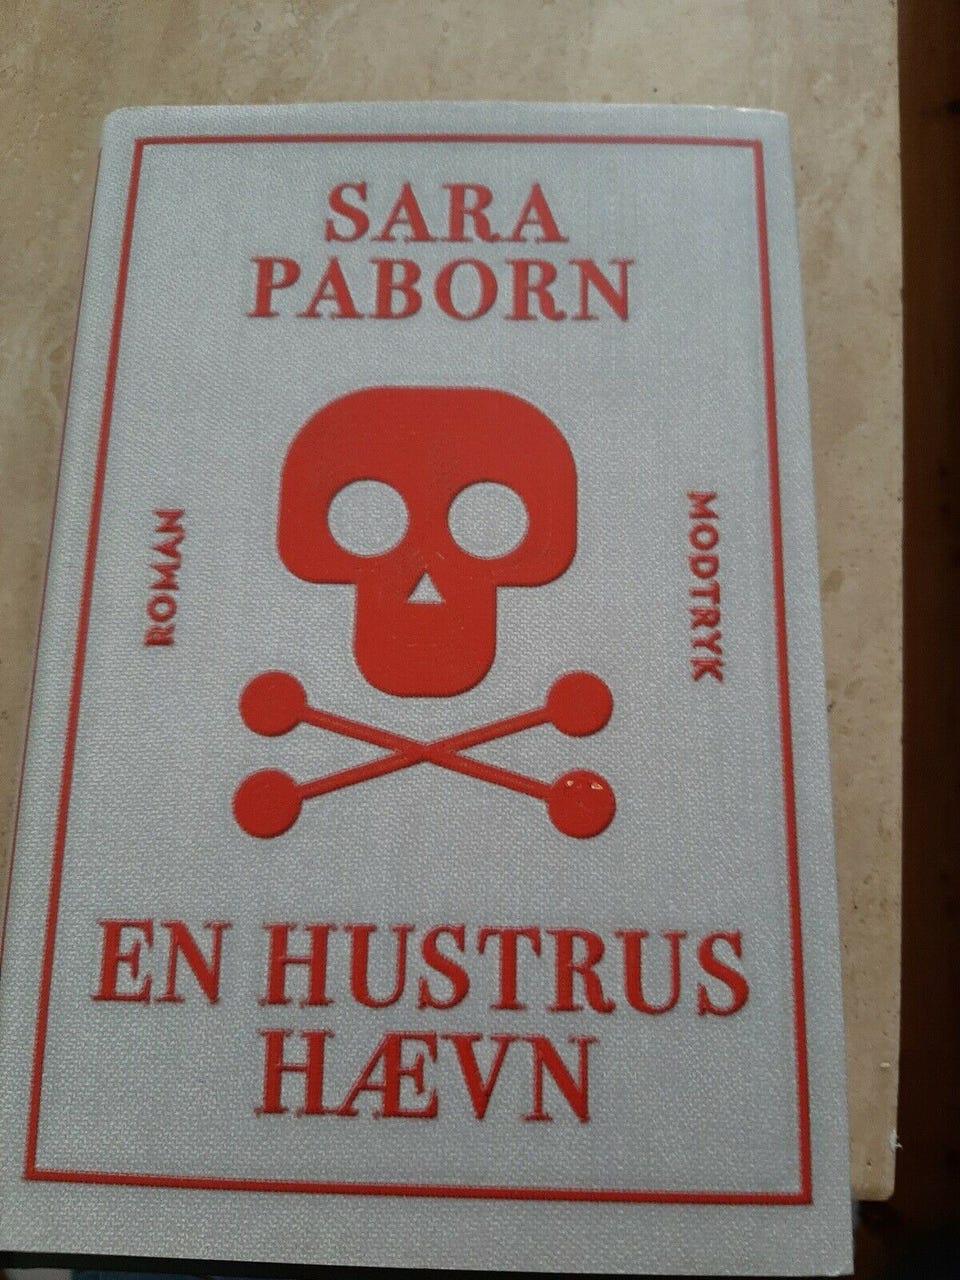 SARA
PABORN
ROMAN
MODTRYK
EN HUSTRUS
HÆVN